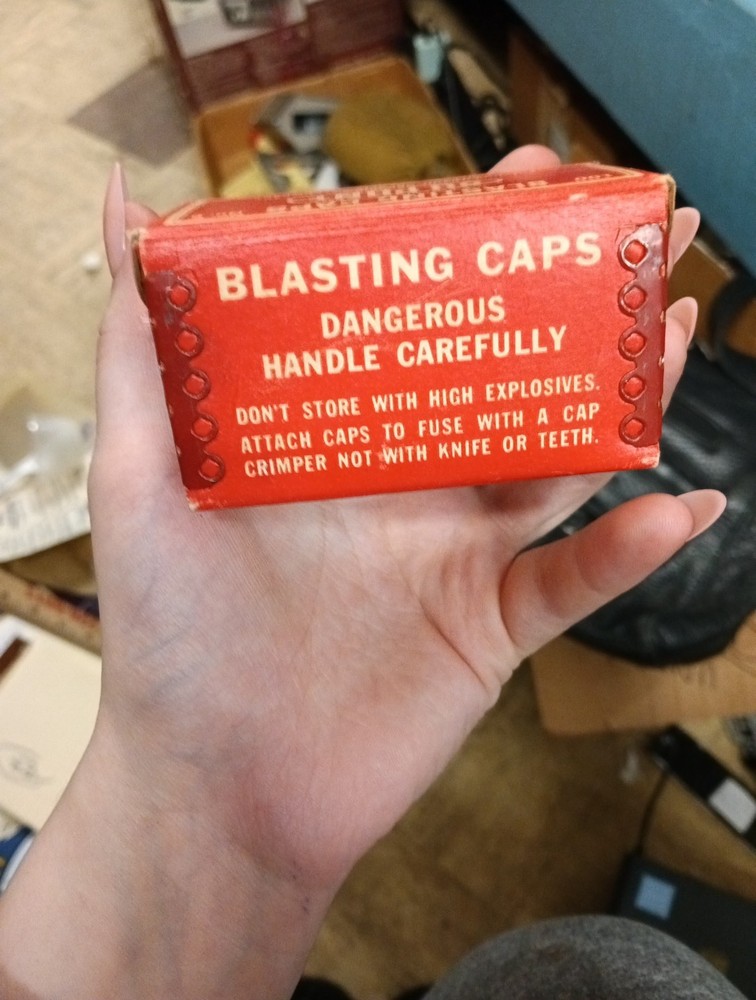 BLASTING CAPS
DANGEROUS
HANDLE CAREFULLY
DON'T STORE WITH HIGH EXPLOSIVES.
ATTACH CAPS TO FUSE WITH A CAP
CRIMPER NOT WITH KNIFE OR TEETH.